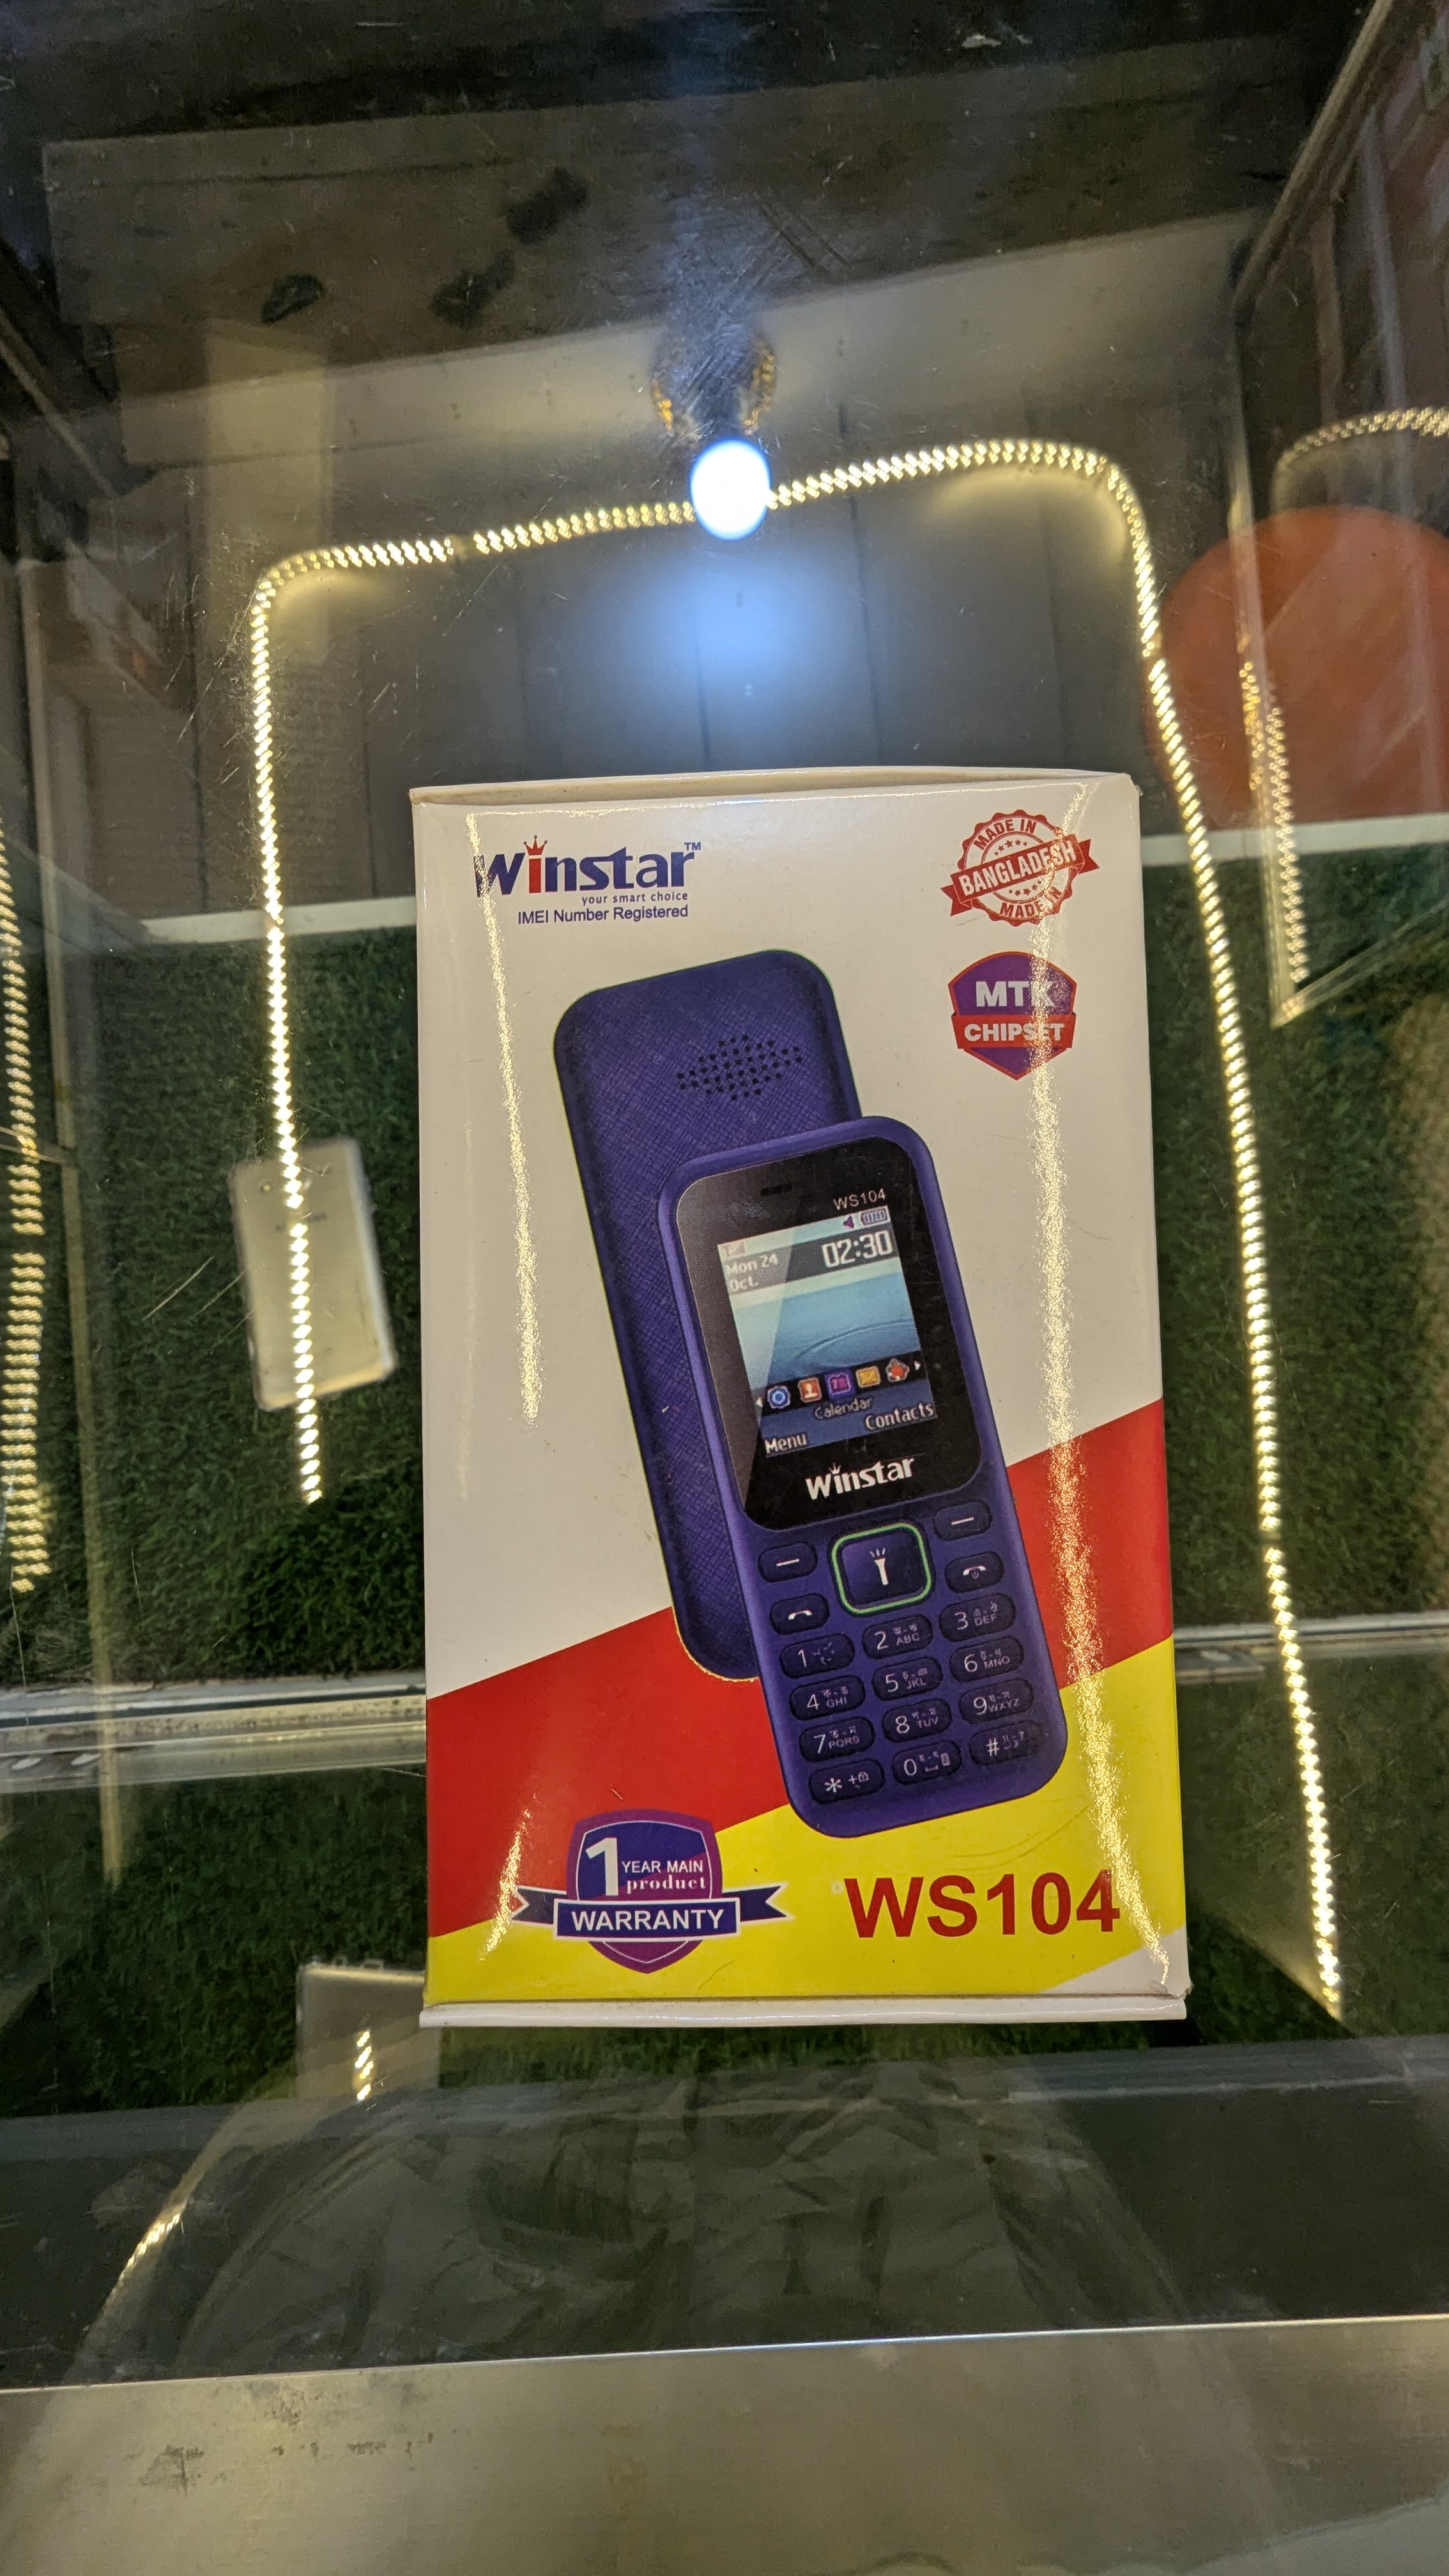 Winstar™
your smart choice
IMEI Number Registered
MADE IN
BANGLADESH
MADE IN
MTK
CHIPSET
WS104
02:30
Mon 24
Oct.
Calendar
Contacts
Menu
Winstar
1
2 ABC
3 DEF
4 GHI
5 JKL
6 MNO
7 PQRS
8 TUV
9 WXYZ
* +
0
#
1 YEAR MAIN
product
WARRANTY
WS104